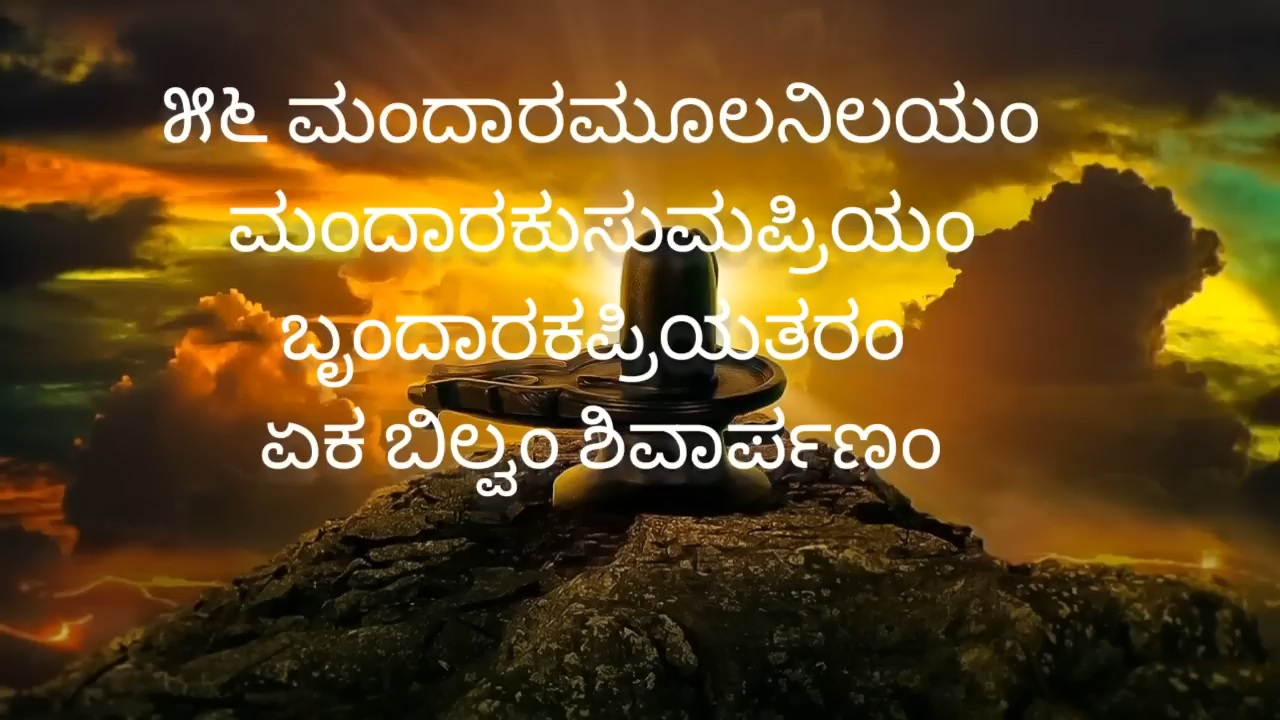 ೫೬ ಮಂದಾರಮೂಲನಿಲಯಂ
ಮಂದಾರಕುಸುಮಪ್ರಿಯಂ
ಬೃಂದಾರಕಪ್ರಿಯತರಂ
ಏಕ ಬಿಲ್ವಂ ಶಿವಾರ್ಪಣಂ